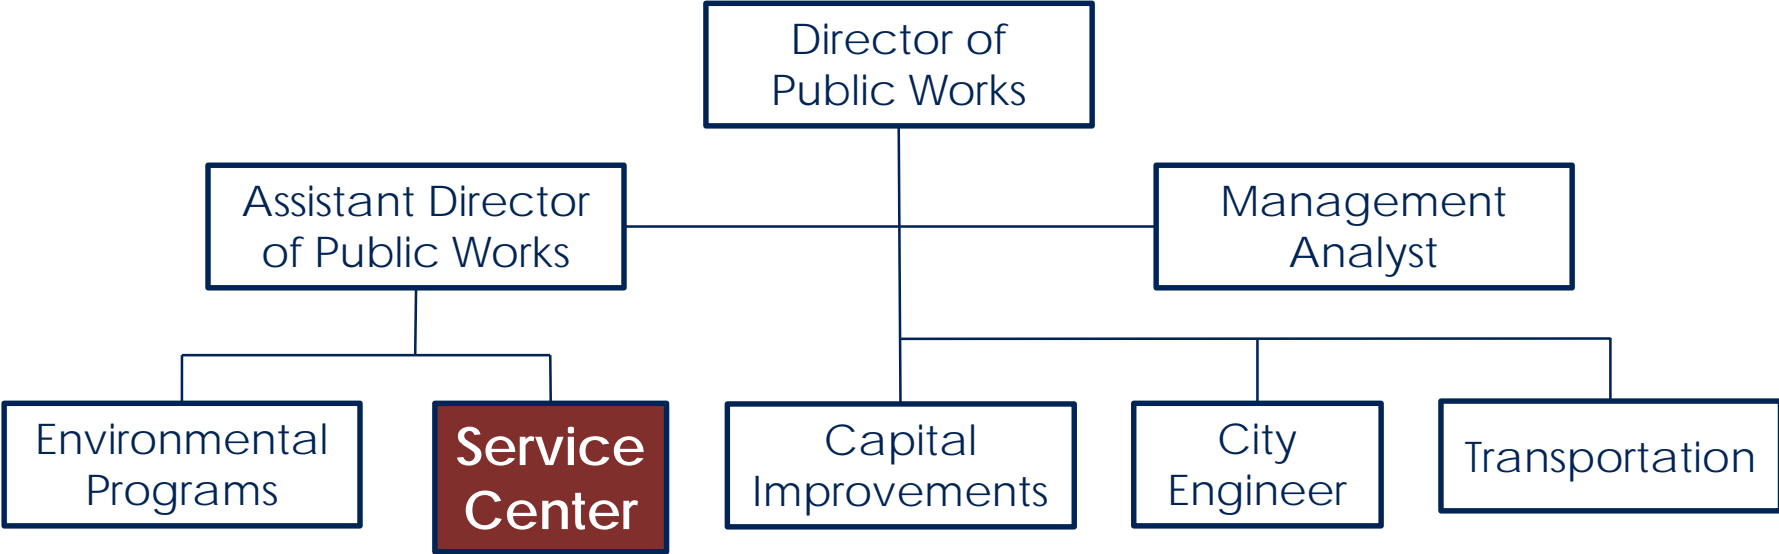 Director of
Public Works
Assistant Director
of Public Works
Management
Analyst
Environmental
Programs
Service
Center
Capital
Improvements
City
Engineer
Transportation